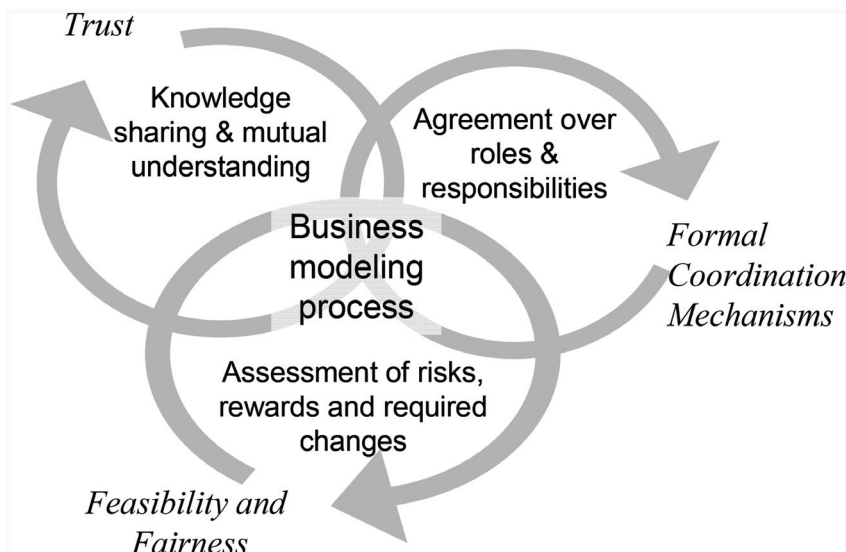 Trust
Knowledge
sharing & mutual
understanding
Agreement over
roles &
responsibilities
Business
modeling
process
Formal
Coordination
Mechanisms
Assessment of risks,
rewards and required
changes
Feasibility and
Fairness